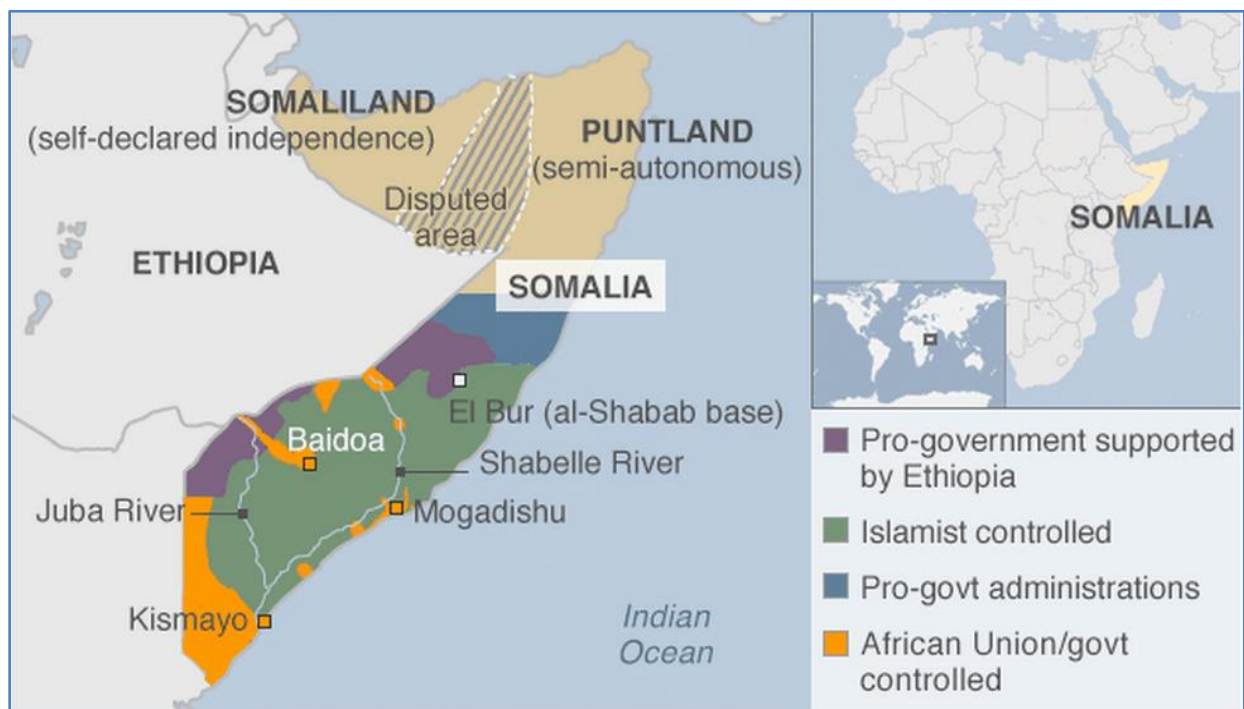 SOMALILAND
(self-declared independence)
PUNTLAND
(semi-autonomous)
Disputed
area
ETHIOPIA
SOMALIA
El Bur (al-Shabab base)
Baidoa
Shabelle River
Juba River
Mogadishu
Kismayo
Indian
Ocean
SOMALIA
Pro-government supported
by Ethiopia
Islamist controlled
Pro-govt administrations
African Union/govt
controlled